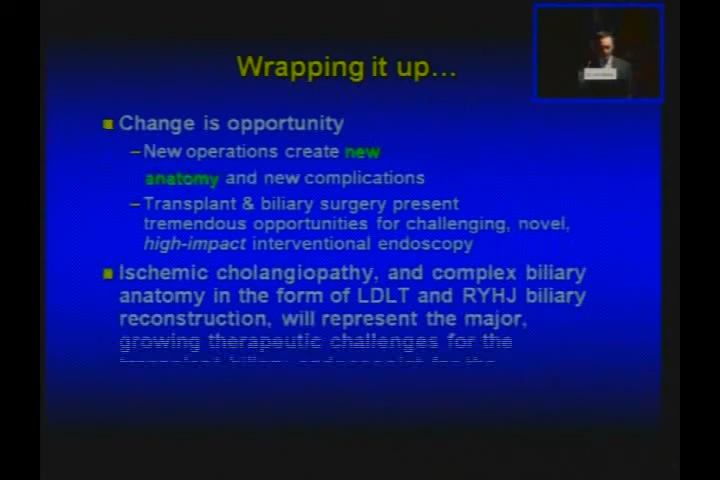 Wrapping it up...
Change is opportunity
–New operations create new
anatomy and new complications
–Transplant & biliary surgery present
tremendous opportunities for challenging, novel,
high-impact interventional endoscopy
Ischemic cholangiopathy, and complex biliary
anatomy in the form of LDLT and RYHJ biliary
reconstruction, will represent the major,
growing therapeutic challenges for the
for the